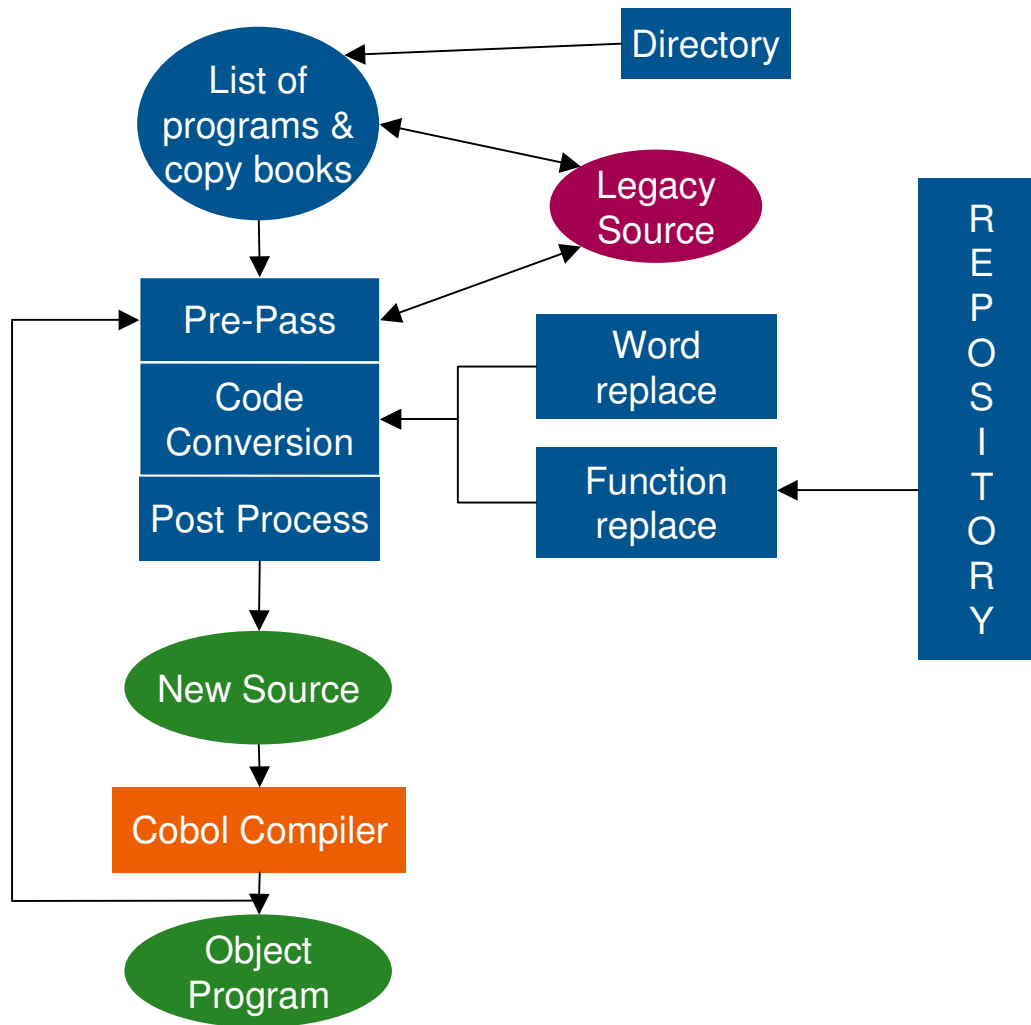 Directory
List of
programs &
copy books
Legacy
Source
Pre-Pass
Code
Conversion
Post Process
Word
replace
Function
replace
R
E
P
O
S
I
T
O
R
Y
New Source
Cobol Compiler
Object
Program